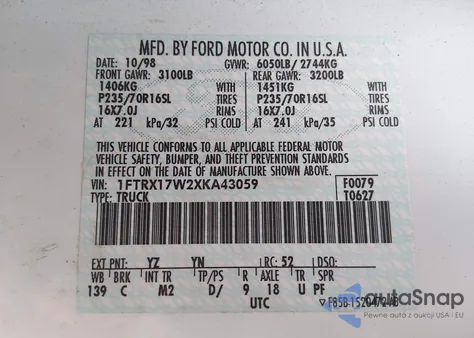 MFD. BY FORD MOTOR CO. IN U.S.A.
DATE: 10/98 GVWR: 6050LB/ 2744KG
FRONT GAWR: 3100LB REAR GAWR: 3200LB
1406KG WITH 1451KG WITH
P235/70R16SL TIRES P235/70R16SL TIRES
16X7.0J RIMS 16X7.0J RIMS
AT 221 kPa/32 PSI COLD AT 241 kPa/35 PSI COLD
THIS VEHICLE CONFORMS TO ALL APPLICABLE FEDERAL MOTOR
VEHICLE SAFETY, BUMPER, AND THEFT PREVENTION STANDARDS
IN EFFECT ON THE DATE OF MANUFACTURE SHOWN ABOVE.
VIN: 1FTRX17W2XKA43059 F0079
TYPE: TRUCK T0627
EXT PNT: YZ YN RC: 52 DSO:
WB BRK INT TR TP/PS R AXLE TR SPR
139 C M2 D/ 9 18 U PF
UTC F85B-1520472-AB
autoSnap
Pewne auta z aukcji USA i EU